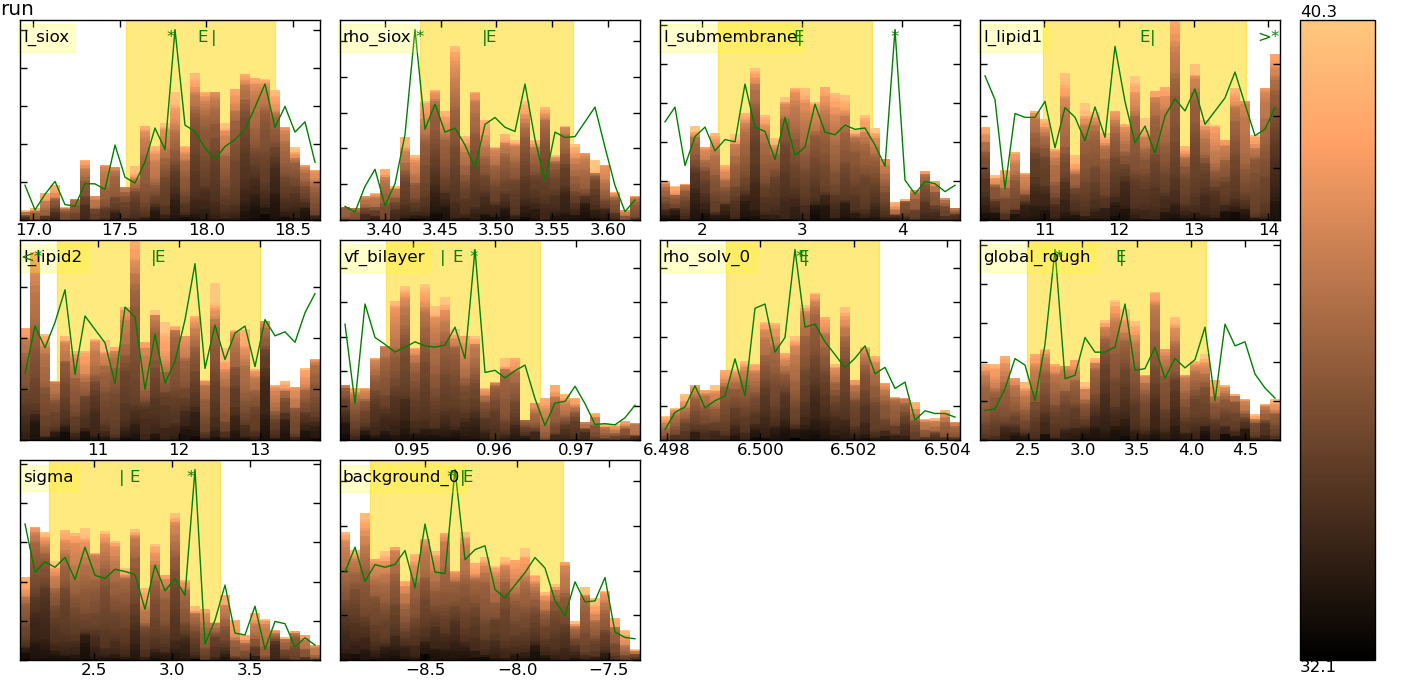 run
l_siox * E |
rho_siox * |E
l_submembrane E *
l_lipid1 E| >*
40.3
17.0 17.5 18.0 18.5
3.40 3.45 3.50 3.55 3.60
2 3 4
11 12 13 14
l_lipid2 <* |E
vf_bilayer | E *
rho_solv_0 *E
global_rough * E
11 12 13
0.95 0.96 0.97
6.498 6.500 6.502 6.504
2.5 3.0 3.5 4.0 4.5
sigma | E *
background_0 *|E
2.5 3.0 3.5
−8.5 −8.0 −7.5
32.1